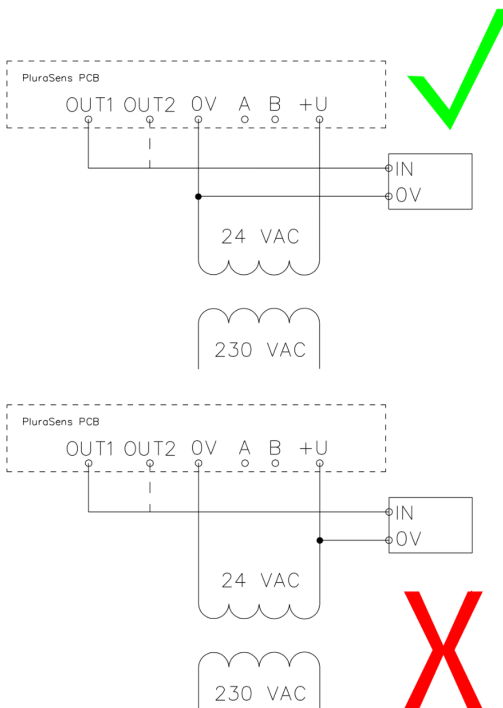 PluraSens PCB
OUT1 OUT2 0V A B +U
IN
0V
24 VAC
230 VAC
PluraSens PCB
OUT1 OUT2 0V A B +U
IN
0V
24 VAC
230 VAC